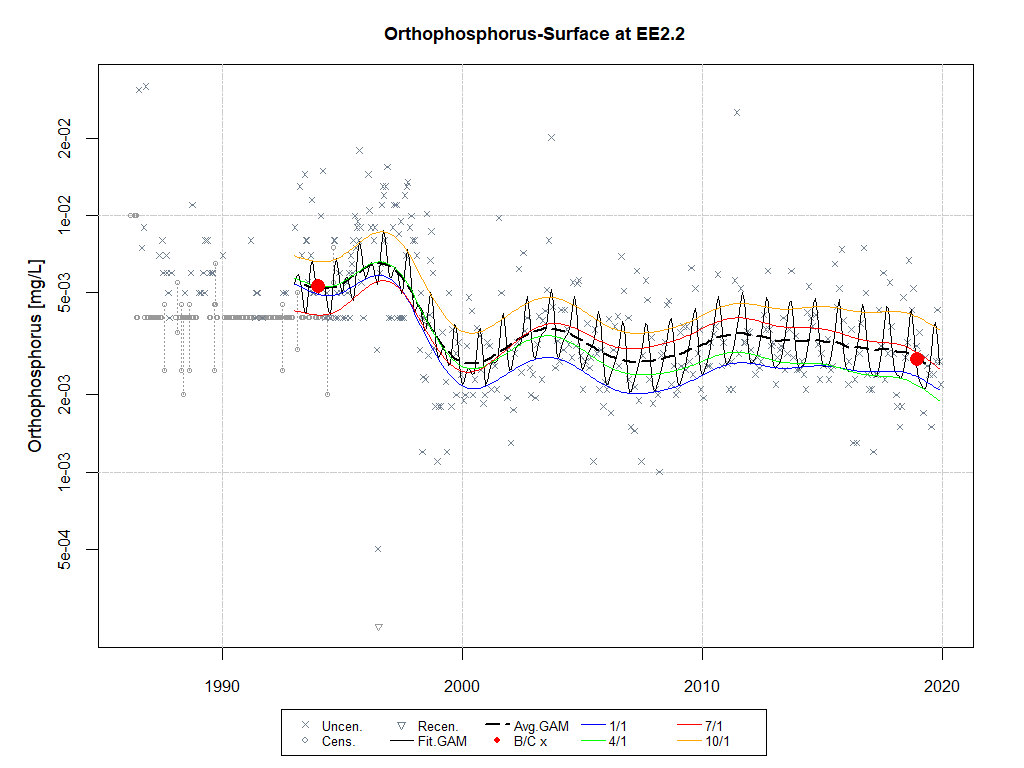 Orthophosphorus-Surface at EE2.2
Orthophosphorus [mg/L]
2e-02
1e-02
5e-03
2e-03
1e-03
5e-04
1990
2000
2010
2020
Uncen.
Recen.
Avg.GAM
1/1
7/1
Cens.
Fit.GAM
B/C x
4/1
10/1